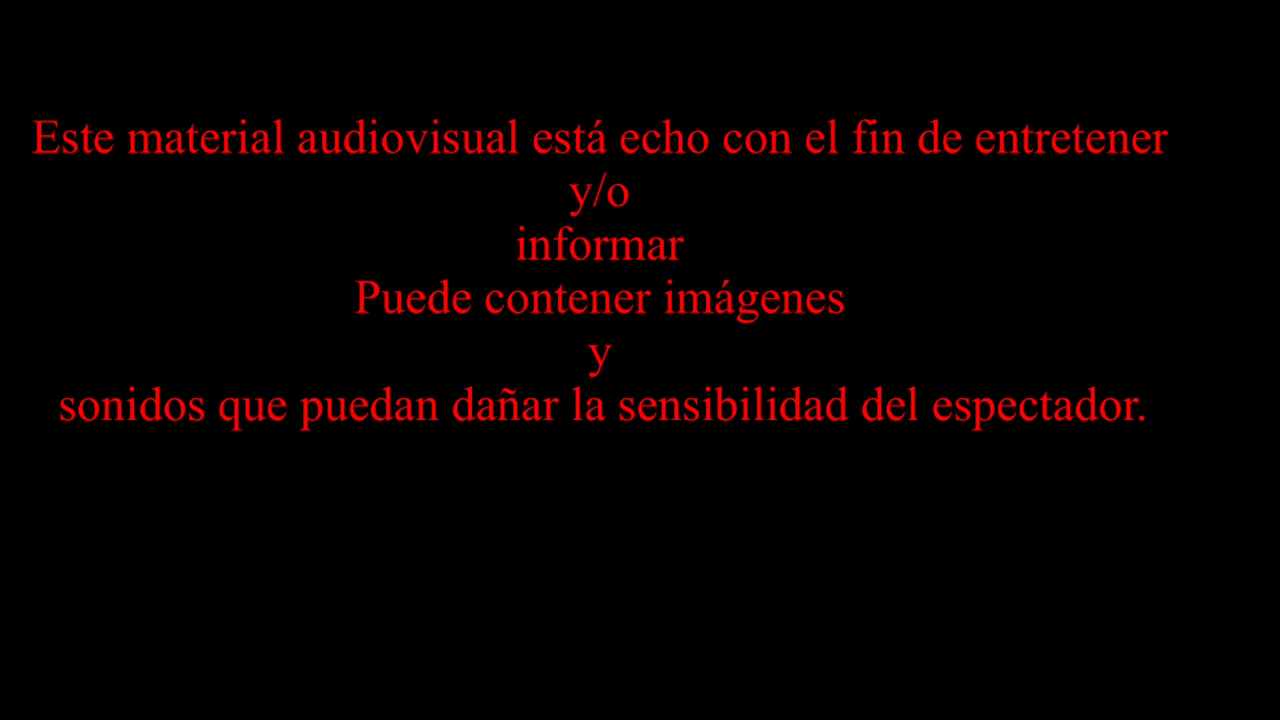 Este material audiovisual está echo con el fin de entretener
y/o
informar
Puede contener imágenes
y
sonidos que puedan dañar la sensibilidad del espectador.